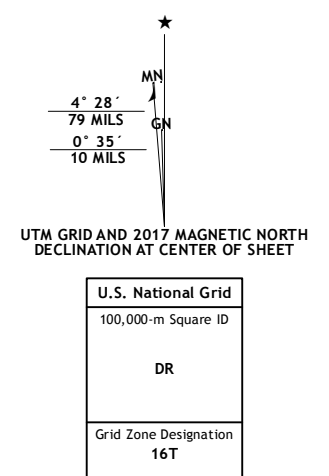 ★
MN
4° 28´
79 MILS
GN
0° 35´
10 MILS
UTM GRID AND 2017 MAGNETIC NORTH
DECLINATION AT CENTER OF SHEET
U.S. National Grid
100,000-m Square ID
DR
Grid Zone Designation
16T